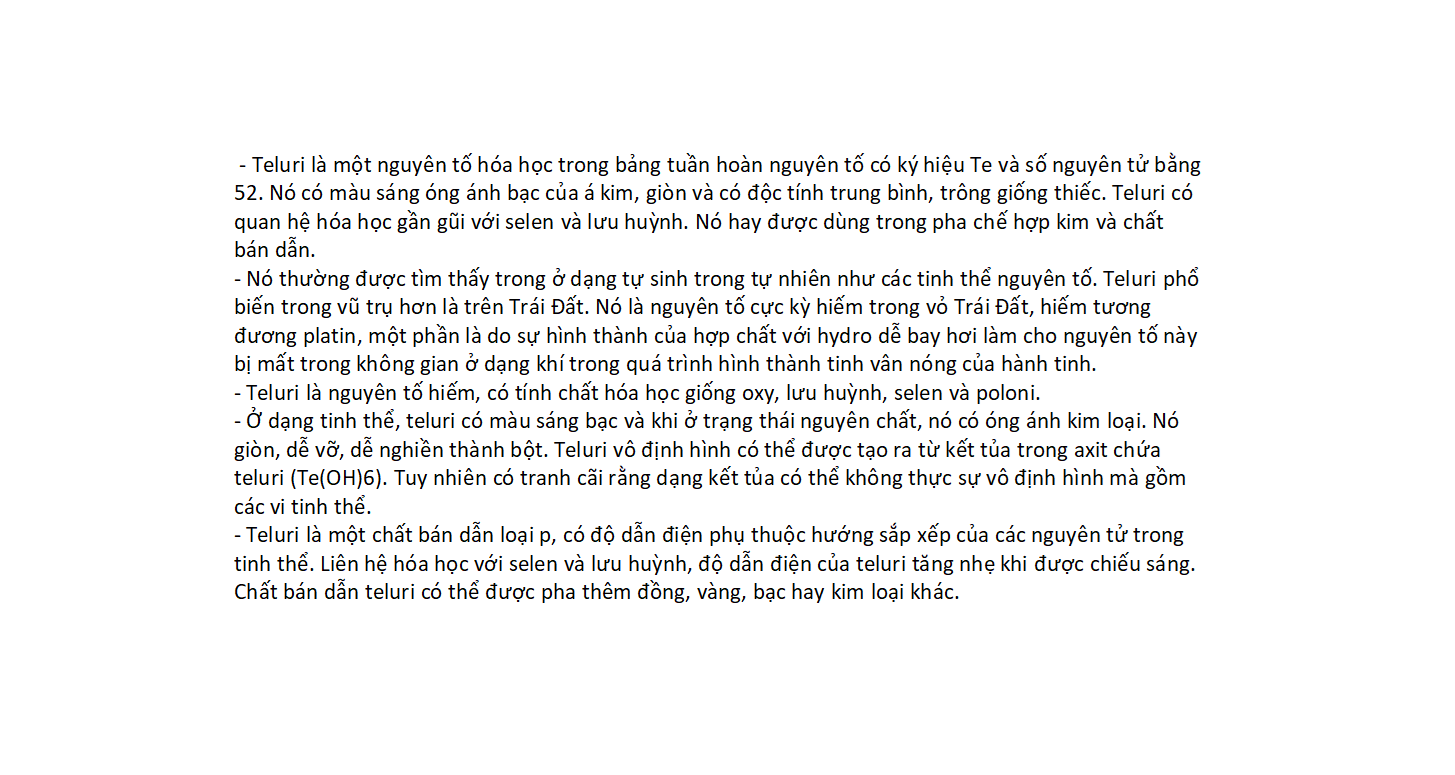 - Teluri là một nguyên tố hóa học trong bảng tuần hoàn nguyên tố có ký hiệu Te và số nguyên tử bằng
52. Nó có màu sáng óng ánh bạc của á kim, giòn và có độc tính trung bình, trông giống thiếc. Teluri có
quan hệ hóa học gần gũi với selen và lưu huỳnh. Nó hay được dùng trong pha chế hợp kim và chất
bán dẫn.
- Nó thường được tìm thấy trong ở dạng tự sinh trong tự nhiên như các tinh thể nguyên tố. Teluri phổ
biến trong vũ trụ hơn là trên Trái Đất. Nó là nguyên tố cực kỳ hiếm trong vỏ Trái Đất, hiếm tương
đương platin, một phần là do sự hình thành của hợp chất với hydro dễ bay hơi làm cho nguyên tố này
bị mất trong không gian ở dạng khí trong quá trình hình thành tinh vân nóng của hành tinh.
- Teluri là nguyên tố hiếm, có tính chất hóa học giống oxy, lưu huỳnh, selen và poloni.
- Ở dạng tinh thể, teluri có màu sáng bạc và khi ở trạng thái nguyên chất, nó có óng ánh kim loại. Nó
giòn, dễ vỡ, dễ nghiền thành bột. Teluri vô định hình có thể được tạo ra từ kết tủa trong axit chứa
teluri (Te(OH)6). Tuy nhiên có tranh cãi rằng dạng kết tủa có thể không thực sự vô định hình mà gồm
các vi tinh thể.
- Teluri là một chất bán dẫn loại p, có độ dẫn điện phụ thuộc hướng sắp xếp của các nguyên tử trong
tinh thể. Liên hệ hóa học với selen và lưu huỳnh, độ dẫn điện của teluri tăng nhẹ khi được chiếu sáng.
Chất bán dẫn teluri có thể được pha thêm đồng, vàng, bạc hay kim loại khác.